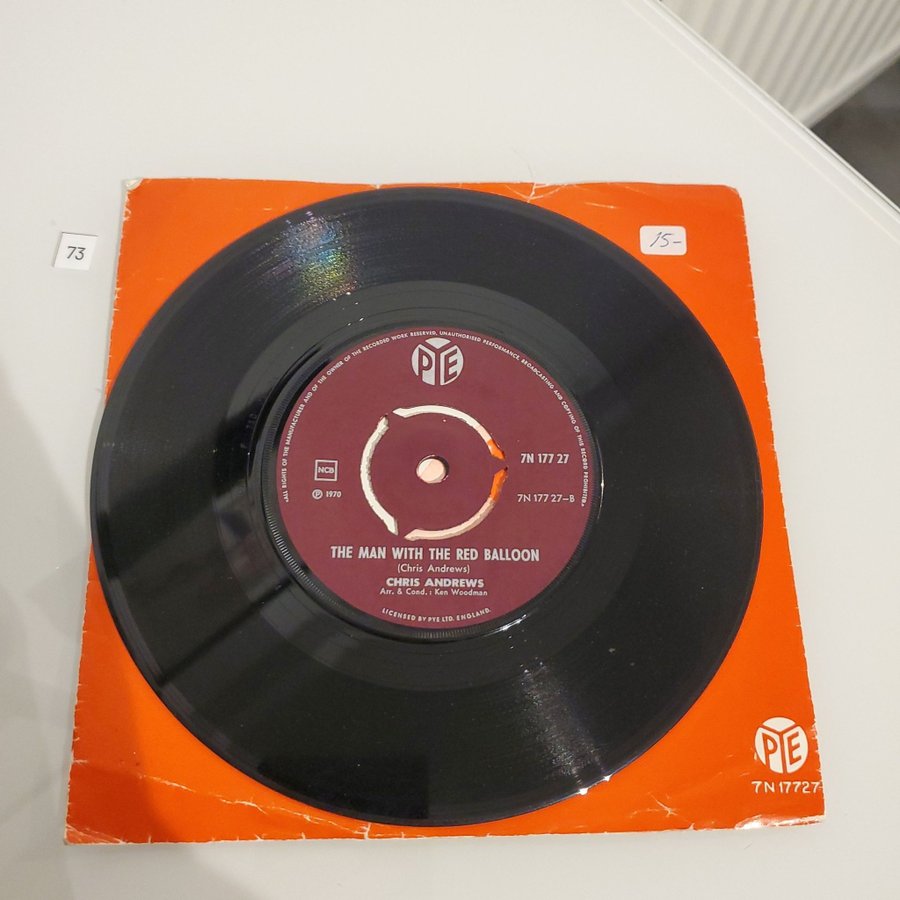 73
15-
ALL RIGHTS OF THE MANUFACTURER AND OF THE OWNER OF THE RECORDED WORK RESERVED. UNAUTHORISED PERFORMANCE, BROADCASTING AND COPYING OF THIS RECORD PROHIBITED.
PYE
7N 177 27
NCB
℗ 1970
7N 177 27-B
THE MAN WITH THE RED BALLOON
(Chris Andrews)
CHRIS ANDREWS
Arr. & Cond.: Ken Woodman
LICENSED BY PYE LTD. ENGLAND.
PYE
7N 17727